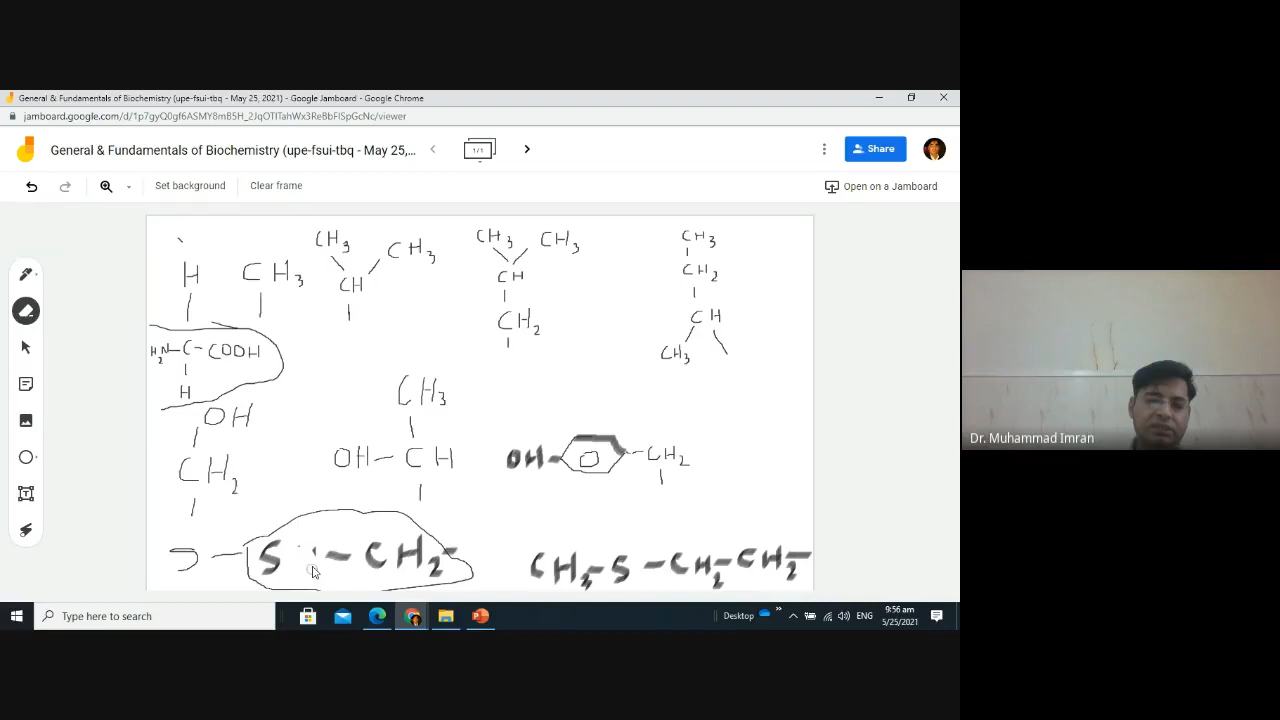 General & Fundamentals of Biochemistry (upe-fsui-tbq - May 25, 2021) - Google Jamboard - Google Chrome
jamboard.google.com/d/1p7gyQ0gf6ASMY8mB5H_2JqOTITahWx3ReBbFlSpGcNc/viewer
General & Fundamentals of Biochemistry (upe-fsui-tbq - May 25,...
1/1
Share
Set background
Clear frame
Open on a Jamboard
CH3 CH3 CH3 CH3 CH3
H CH3 CH CH CH2
CH2 CH
H2N-C-COOH CH3
H
OH CH3
CH2 OH-CH OH CH2
S - CH2- CH3-S-CH2-CH2-
Dr. Muhammad Imran
Type here to search
Desktop
ENG
9:56 am
5/25/2021